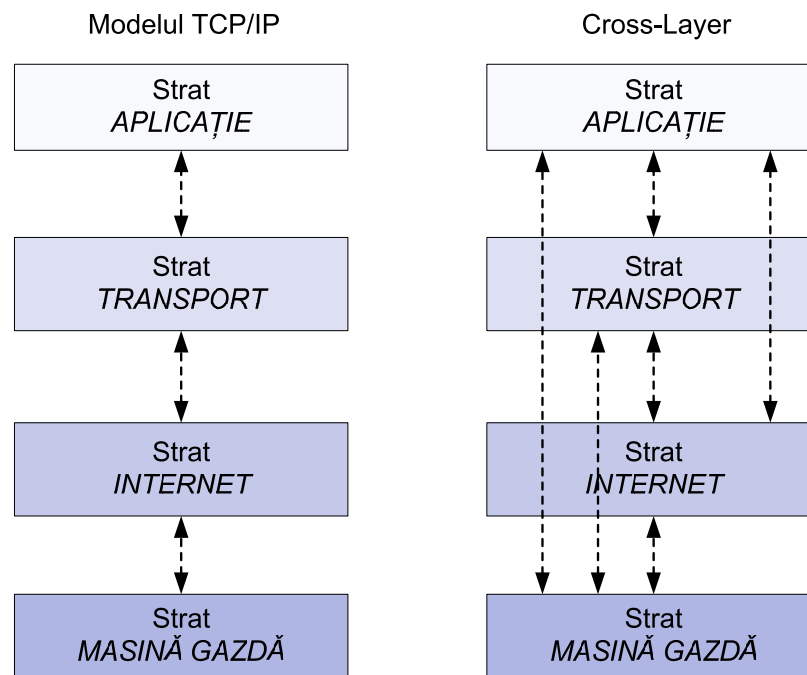 Modelul TCP/IP
Strat
APLICAȚIE
Strat
TRANSPORT
Strat
INTERNET
Strat
MASINĂ GAZDĂ
Cross-Layer
Strat
APLICAȚIE
Strat
TRANSPORT
Strat
INTERNET
Strat
MASINĂ GAZDĂ